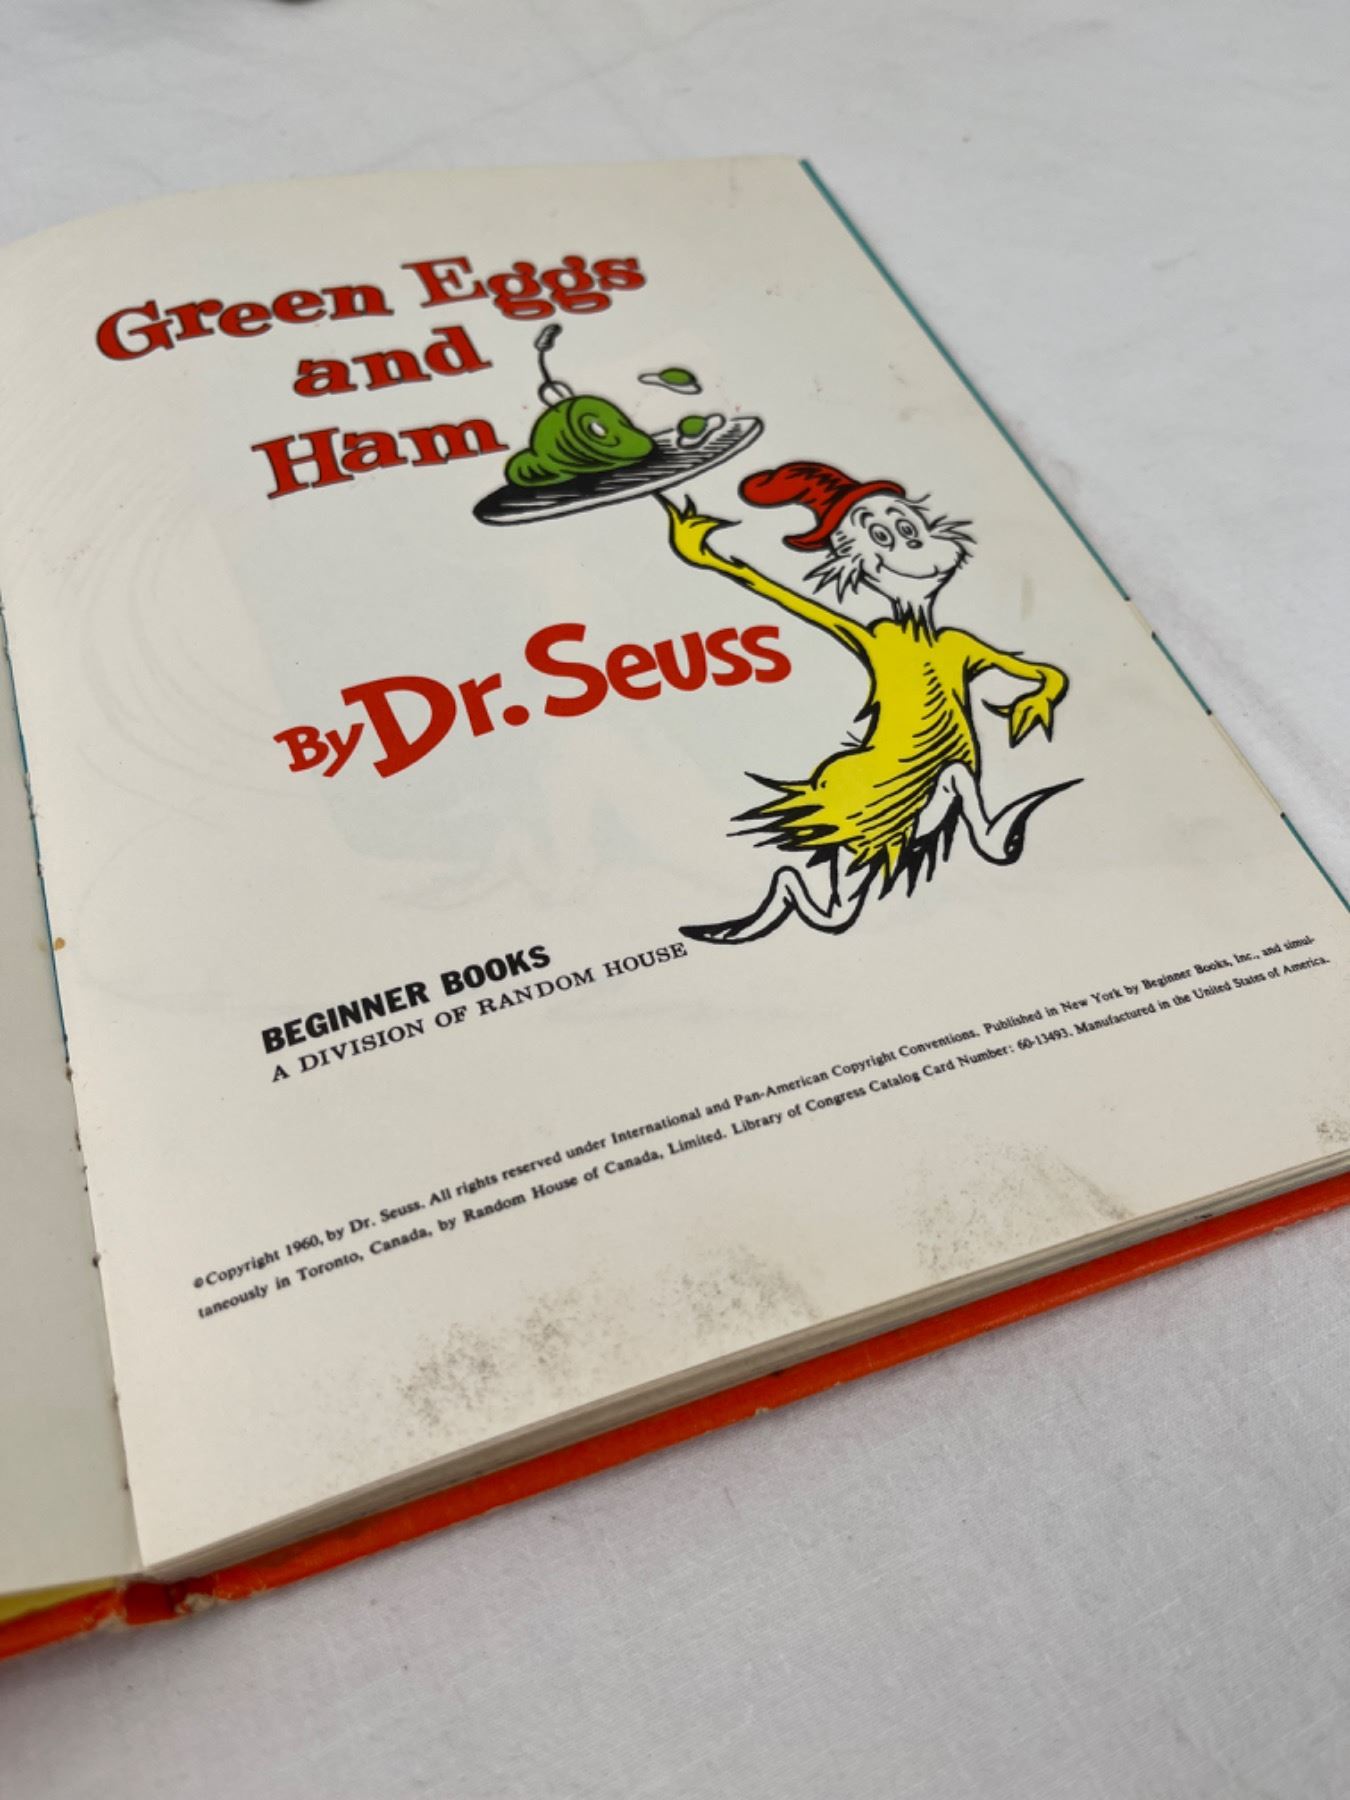 Green Eggs
and
Ham
By Dr. Seuss
BEGINNER BOOKS
A DIVISION OF RANDOM HOUSE
©Copyright 1960, by Dr. Seuss. All rights reserved under International and Pan-American Copyright Conventions. Published in New York by Beginner Books, Inc., and simul-
taneously in Toronto, Canada, by Random House of Canada, Limited. Library of Congress Catalog Card Number: 60-13493. Manufactured in the United States of America.